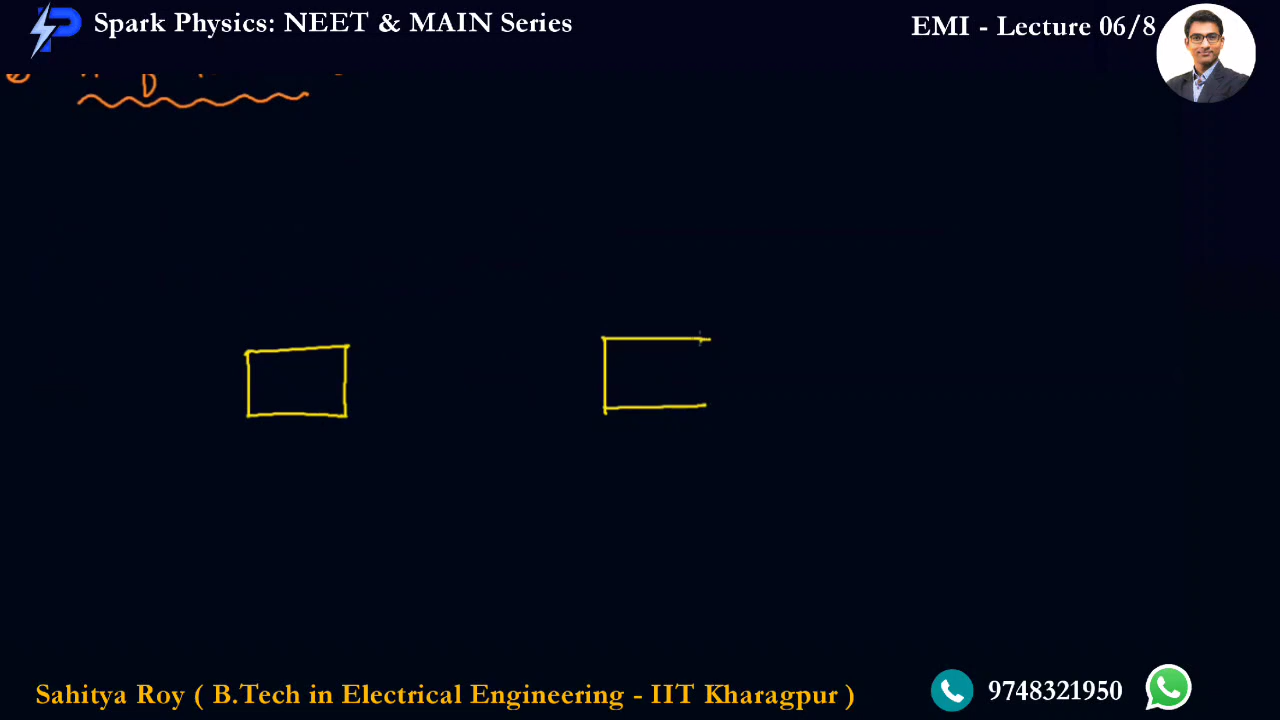 Spark Physics: NEET & MAIN Series
EMI - Lecture 06/8
Sahitya Roy ( B.Tech in Electrical Engineering - IIT Kharagpur )
9748321950